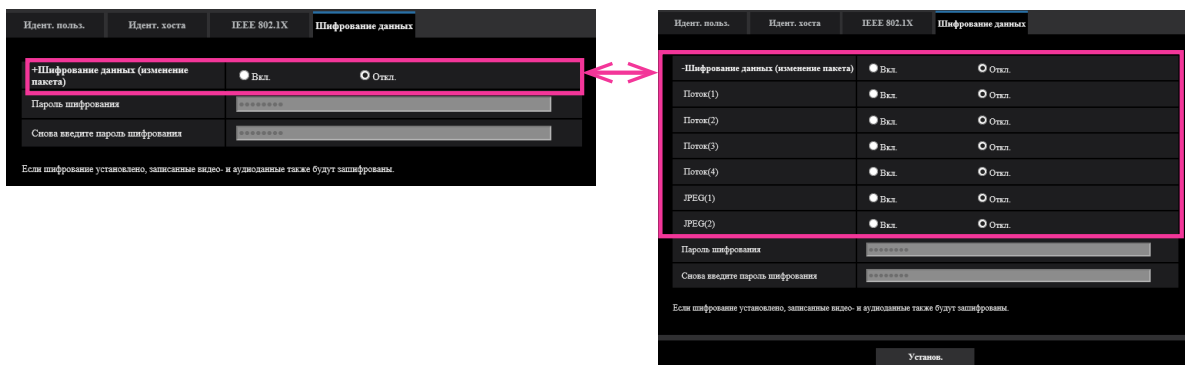 Идент. польз. Идент. хоста IEEE 802.1X Шифрование данных
+Шифрование данных (изменение
пакета) Вкл. Откл.
Пароль шифрования
Снова введите пароль шифрования
Если шифрование установлено, записанные видео- и аудиоданные также будут зашифрованы.
Идент. польз. Идент. хоста IEEE 802.1X Шифрование данных
-Шифрование данных (изменение пакета) Вкл. Откл.
Поток(1) Вкл. Откл.
Поток(2) Вкл. Откл.
Поток(3) Вкл. Откл.
Поток(4) Вкл. Откл.
JPEG(1) Вкл. Откл.
JPEG(2) Вкл. Откл.
Пароль шифрования
Снова введите пароль шифрования
Если шифрование установлено, записанные видео- и аудиоданные также будут зашифрованы.
Установ.